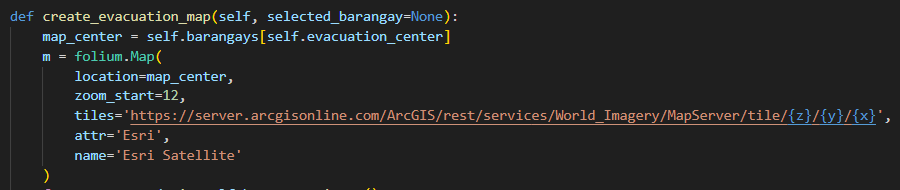 def create_evacuation_map(self, selected_barangay=None):
    map_center = self.barangays[self.evacuation_center]
    m = folium.Map(
        location=map_center,
        zoom_start=12,
        tiles='https://server.arcgisonline.com/ArcGIS/rest/services/World_Imagery/MapServer/tile/{z}/{y}/{x}',
        attr='Esri',
        name='Esri Satellite'
    )